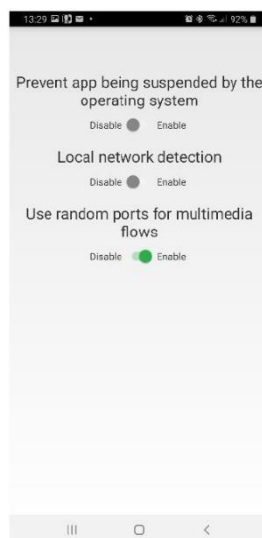 13:29 92%
Prevent app being suspended by the
operating system
Disable Enable
Local network detection
Disable Enable
Use random ports for multimedia
flows
Disable Enable